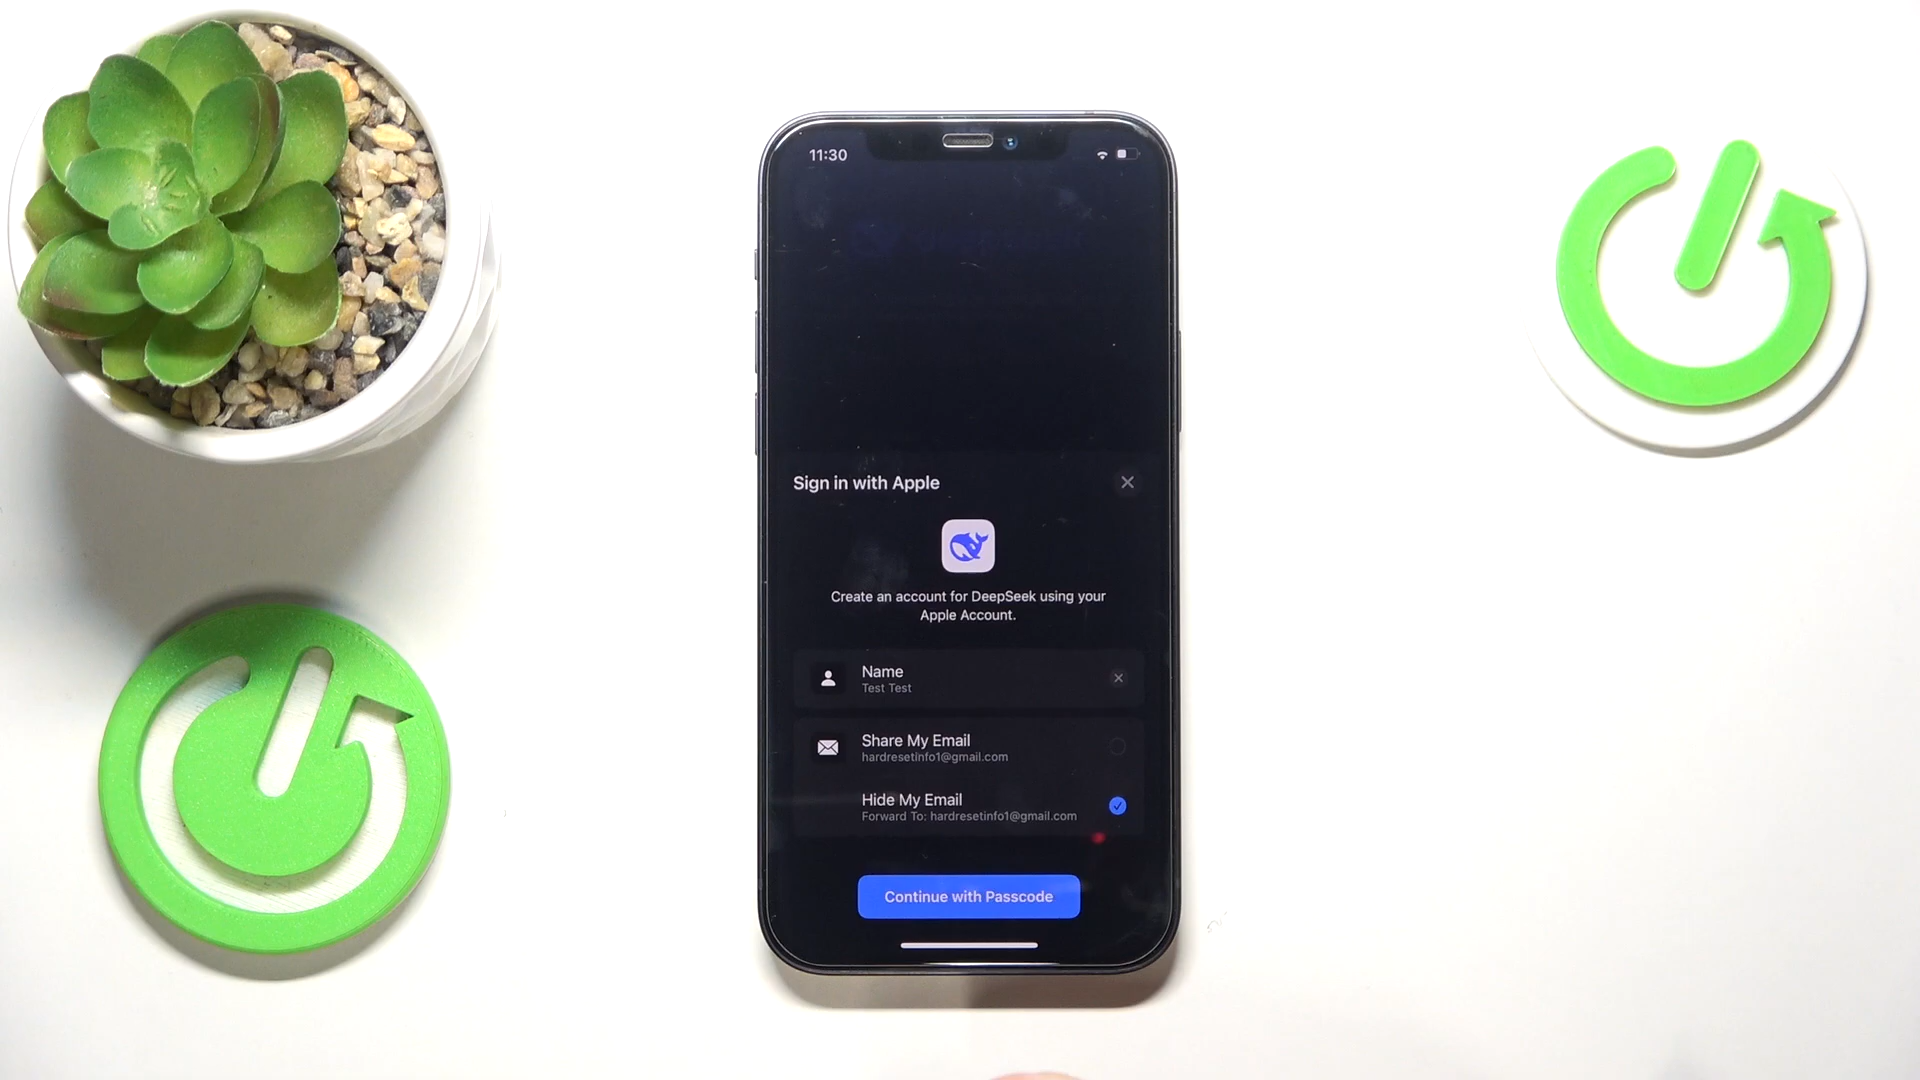 11:30
Sign in with Apple
Create an account for DeepSeek using your
Apple Account.
Name
Test Test
Share My Email
hardresetinfo1@gmail.com
Hide My Email
Forward To: hardresetinfo1@gmail.com
Continue with Passcode